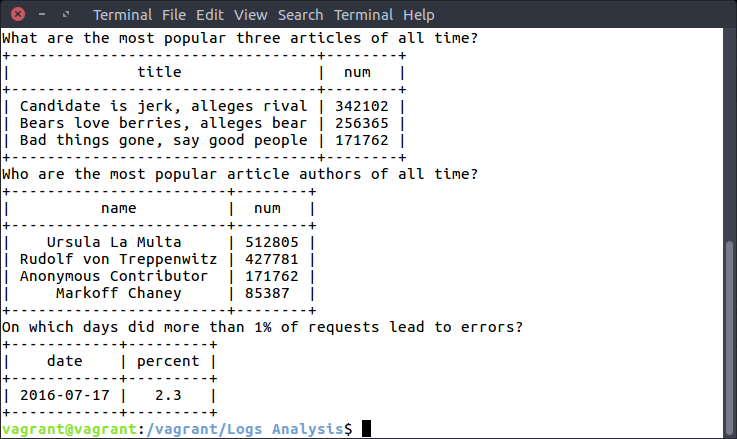 Terminal File Edit View Search Terminal Help
What are the most popular three articles of all time?
+----------------------------------+--------+
|              title               |  num   |
+----------------------------------+--------+
| Candidate is jerk, alleges rival | 342102 |
| Bears love berries, alleges bear | 256365 |
| Bad things gone, say good people | 171762 |
+----------------------------------+--------+
Who are the most popular article authors of all time?
+------------------------+--------+
|          name          |  num   |
+------------------------+--------+
|    Ursula La Multa     | 512805 |
| Rudolf von Treppenwitz | 427781 |
| Anonymous Contributor  | 171762 |
|     Markoff Chaney     | 85387  |
+------------------------+--------+
On which days did more than 1% of requests lead to errors?
+------------+---------+
|    date    | percent |
+------------+---------+
| 2016-07-17 |   2.3   |
+------------+---------+
vagrant@vagrant:/vagrant/Logs Analysis$